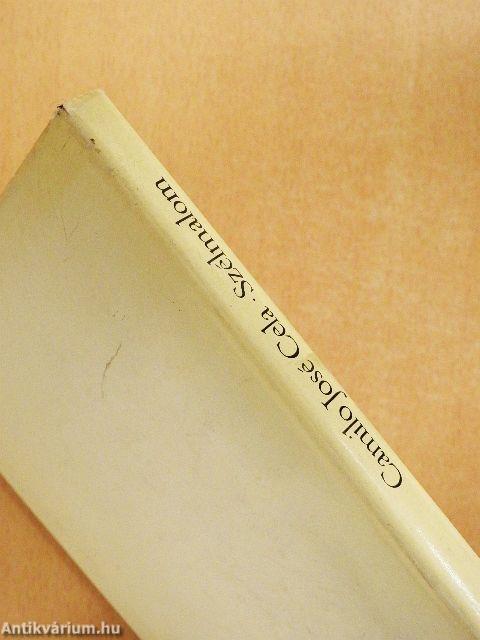 Camilo José Cela · Szélmalom
Antikvárium.hu